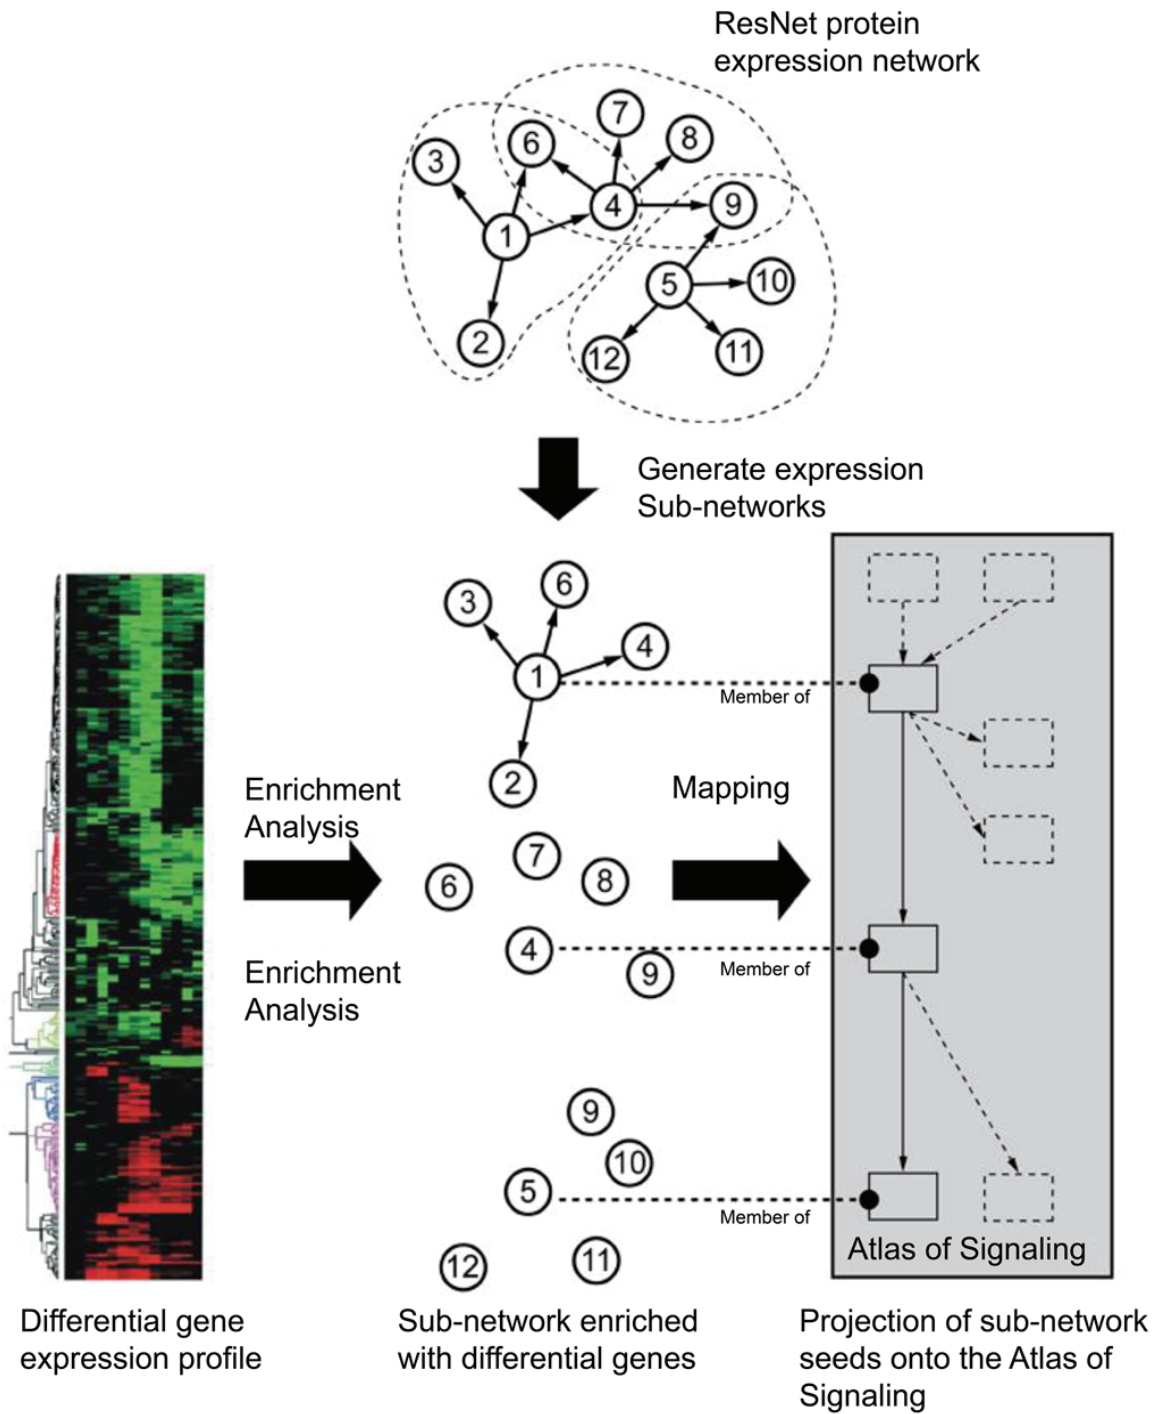 ResNet protein
expression network
7
6
8
3
4
9
1
5
10
2
12
11
Generate expression
Sub-networks
3
6
4
1
Member of
2
Enrichment
Analysis
Mapping
7
6
8
4
Member of
9
Enrichment
Analysis
9
10
5
Member of
12
11
Atlas of Signaling
Differential gene
expression profile
Sub-network enriched
with differential genes
Projection of sub-network
seeds onto the Atlas of
Signaling